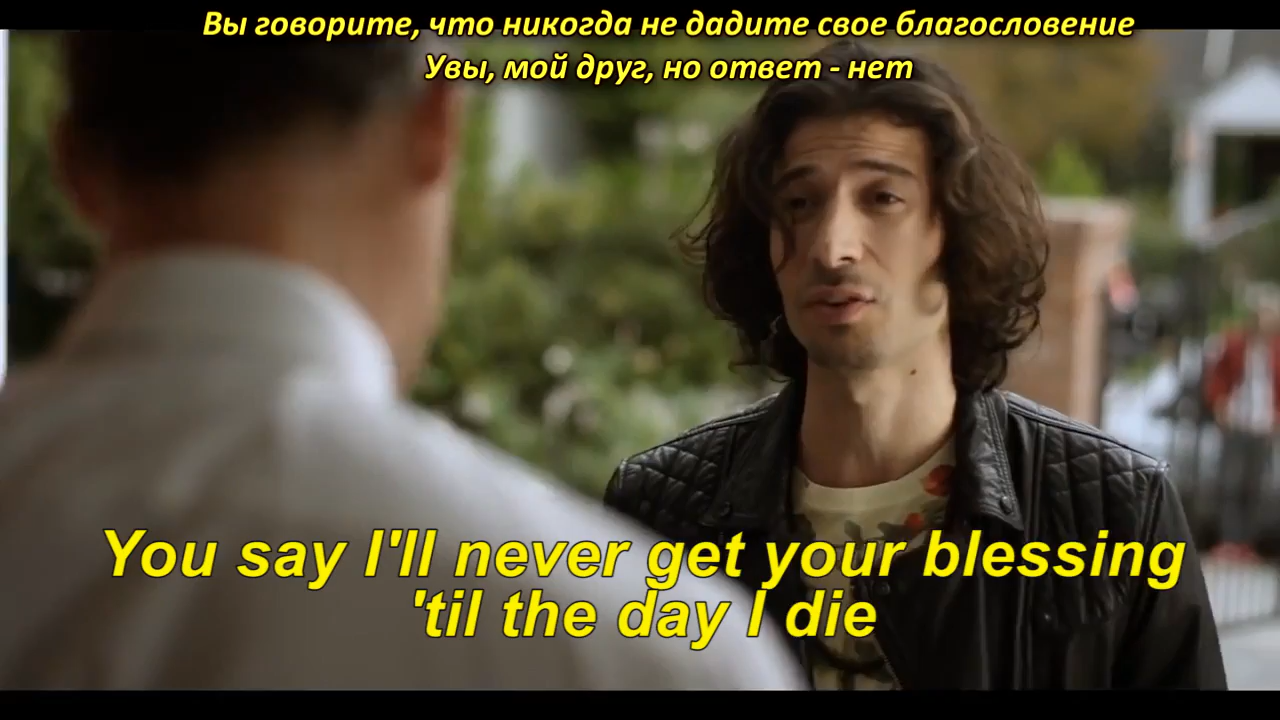 Вы говорите, что никогда не дадите свое благословение
Увы, мой друг, но ответ - нет
You say I'll never get your blessing
'til the day I die